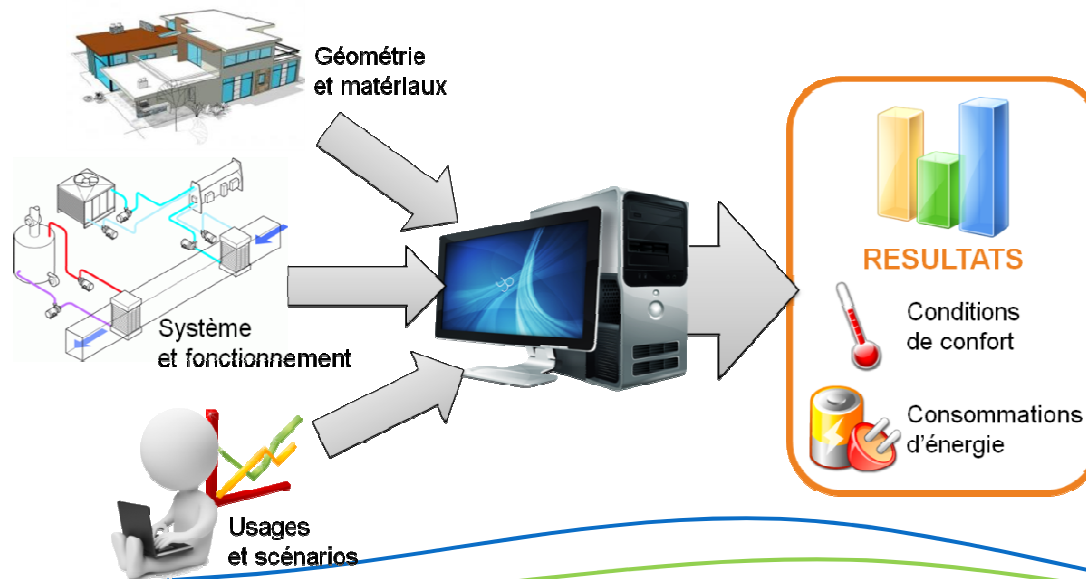 Géométrie
et matériaux
Système
et fonctionnement
Usages
et scénarios
RESULTATS
Conditions
de confort
Consommations
d'énergie